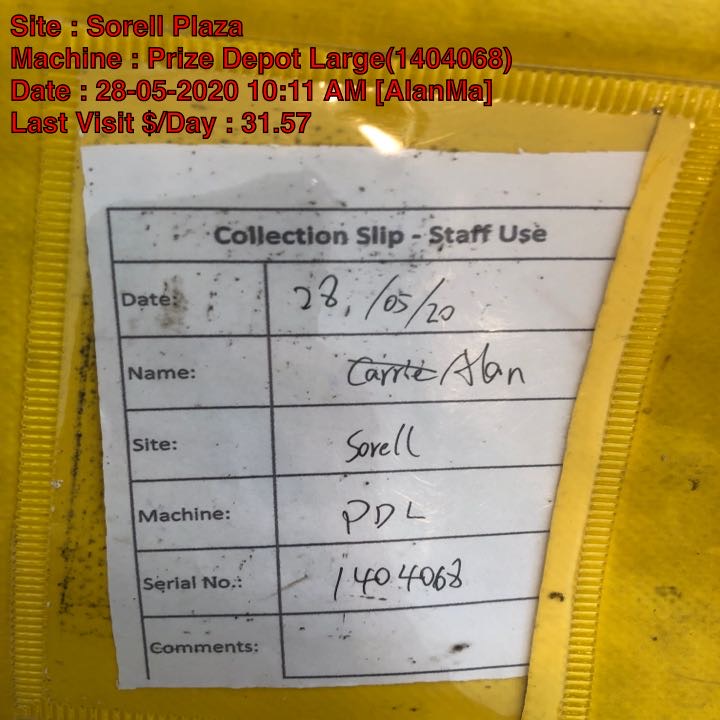 Site : Sorell Plaza
Machine : Prize Depot Large(1404068)
Date : 28-05-2020 10:11 AM [AlanMa]
Last Visit $/Day : 31.57
Collection Slip - Staff Use
Date: 28, /05/20
Name: Carrie Alan
Site: Sorell
Machine: PDL
Serial No.: 1404068
Comments: